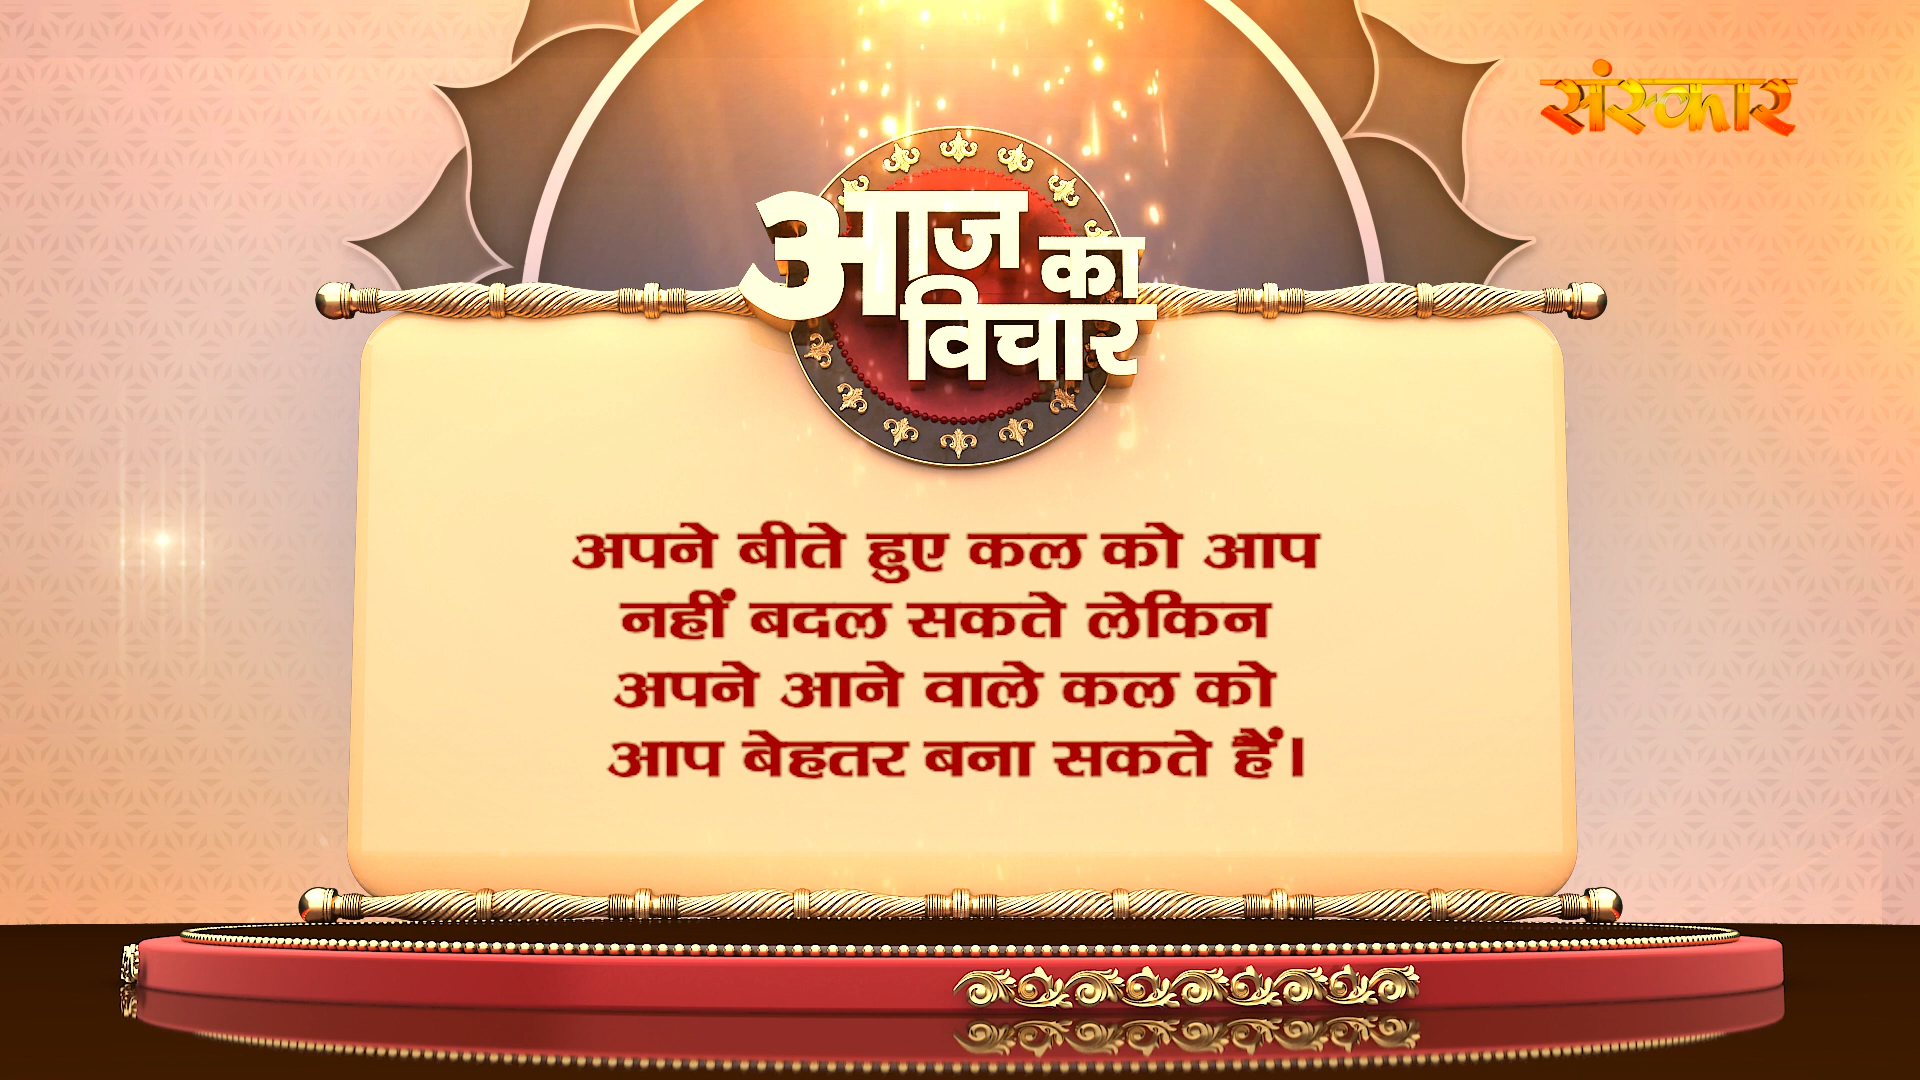 संस्कार
आज का
विचार
अपने बीते हुए कल को आप
नहीं बदल सकते लेकिन
अपने आने वाले कल को
आप बेहतर बना सकते हैं।